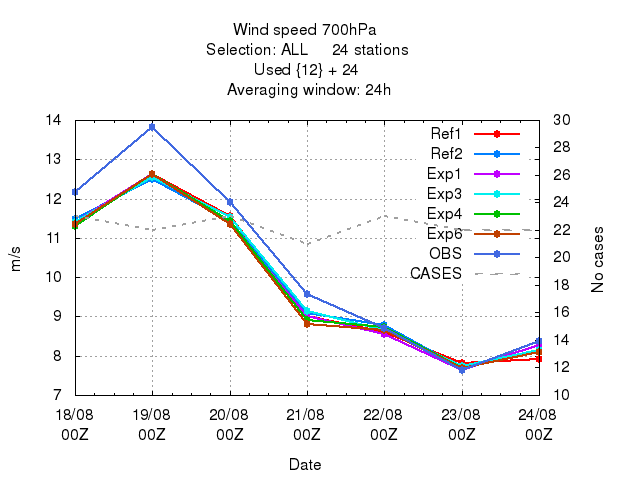 Wind speed 700hPa
Selection: ALL 24 stations
Used {12} + 24
Averaging window: 24h
14
13
12
11
10
9
8
7
m/s
30
28
26
24
22
20
18
16
14
12
10
No cases
Ref1
Ref2
Exp1
Exp3
Exp4
Exp6
OBS
CASES
18/08 19/08 20/08 21/08 22/08 23/08 24/08
00Z 00Z 00Z 00Z 00Z 00Z 00Z
Date